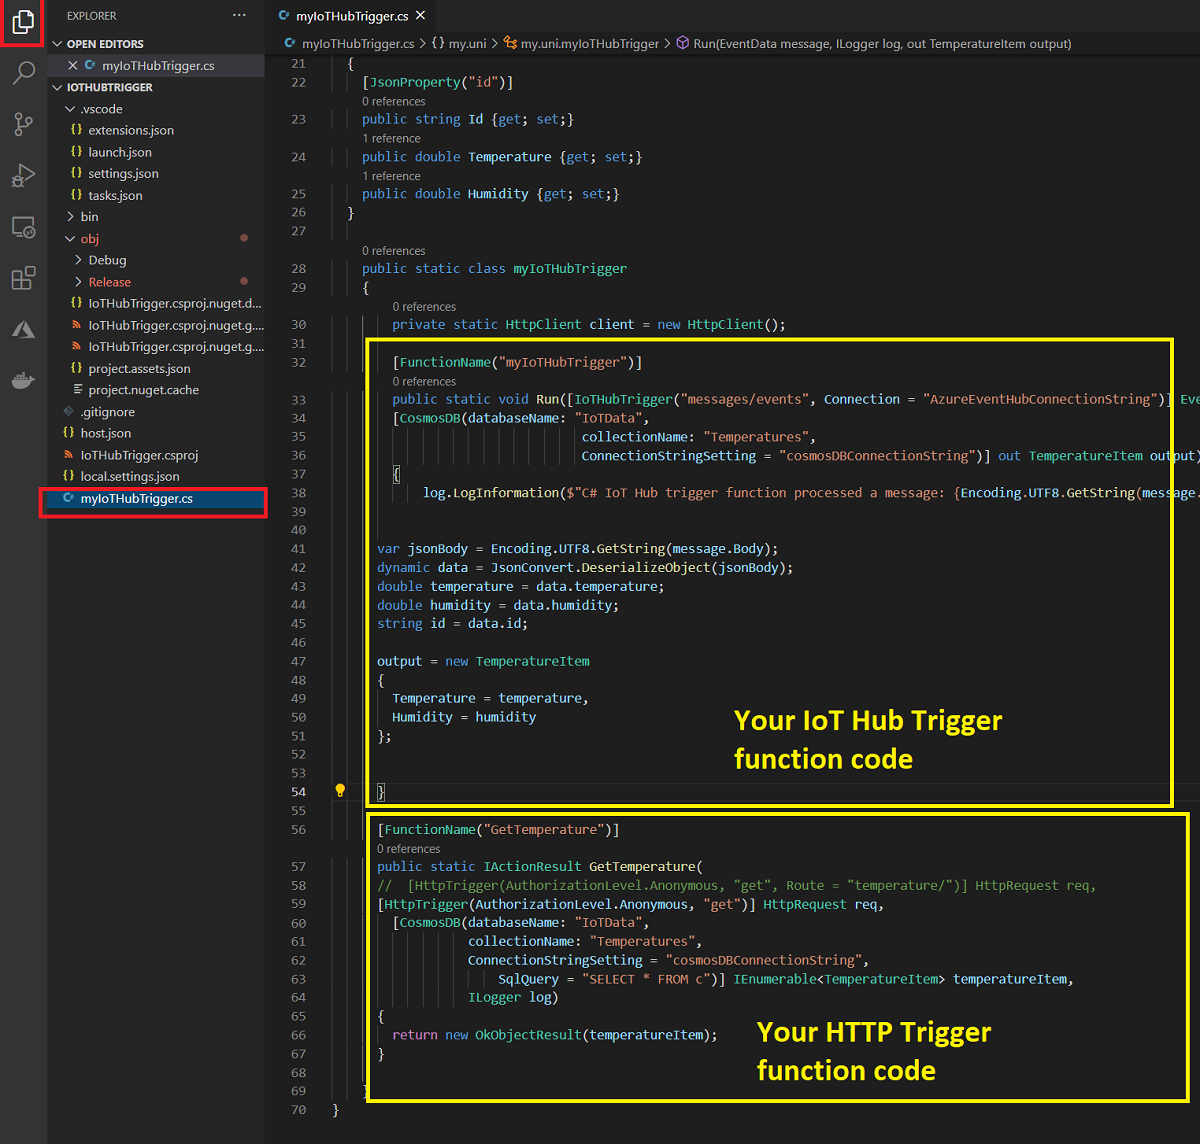 EXPLORER
...
OPEN EDITORS
myIoTHubTrigger.cs
IOTHUBTRIGGER
.vscode
{} extensions.json
{} launch.json
{} settings.json
{} tasks.json
bin
obj
Debug
Release
{} IoTHubTrigger.csproj.nuget.d...
IoTHubTrigger.csproj.nuget.g....
IoTHubTrigger.csproj.nuget.g....
{} project.assets.json
project.nuget.cache
.gitignore
{} host.json
IoTHubTrigger.csproj
{} local.settings.json
myIoTHubTrigger.cs
myIoTHubTrigger.cs
myIoTHubTrigger.cs > {} my.uni > my.uni.myIoTHubTrigger > Run(EventData message, ILogger log, out TemperatureItem output)
21 {
22 [JsonProperty("id")]
0 references
23 public string Id {get; set;}
1 reference
24 public double Temperature {get; set;}
1 reference
25 public double Humidity {get; set;}
26 }
27
0 references
28 public static class myIoTHubTrigger
29 {
0 references
30 private static HttpClient client = new HttpClient();
31
32 [FunctionName("myIoTHubTrigger")]
0 references
33 public static void Run([IoTHubTrigger("messages/events", Connection = "AzureEventHubConnectionString")] Eve
34 [CosmosDB(databaseName: "IoTData",
35 collectionName: "Temperatures",
36 ConnectionStringSetting = "cosmosDBConnectionString")] out TemperatureItem output)
37 {
38 log.LogInformation($"C# IoT Hub trigger function processed a message: {Encoding.UTF8.GetString(message.
39
40
41 var jsonBody = Encoding.UTF8.GetString(message.Body);
42 dynamic data = JsonConvert.DeserializeObject(jsonBody);
43 double temperature = data.temperature;
44 double humidity = data.humidity;
45 string id = data.id;
46
47 output = new TemperatureItem
48 {
49 Temperature = temperature,
50 Humidity = humidity
51 };
52
53
54 }
55
Your IoT Hub Trigger
function code
56 [FunctionName("GetTemperature")]
0 references
57 public static IActionResult GetTemperature(
58 // [HttpTrigger(AuthorizationLevel.Anonymous, "get", Route = "temperature/")] HttpRequest req,
59 [HttpTrigger(AuthorizationLevel.Anonymous, "get")] HttpRequest req,
60 [CosmosDB(databaseName: "IoTData",
61 collectionName: "Temperatures",
62 ConnectionStringSetting = "cosmosDBConnectionString",
63 SqlQuery = "SELECT * FROM c")] IEnumerable<TemperatureItem> temperatureItem,
64 ILogger log)
65 {
66 return new OkObjectResult(temperatureItem);
67 }
68
69 }
70 }
Your HTTP Trigger
function code